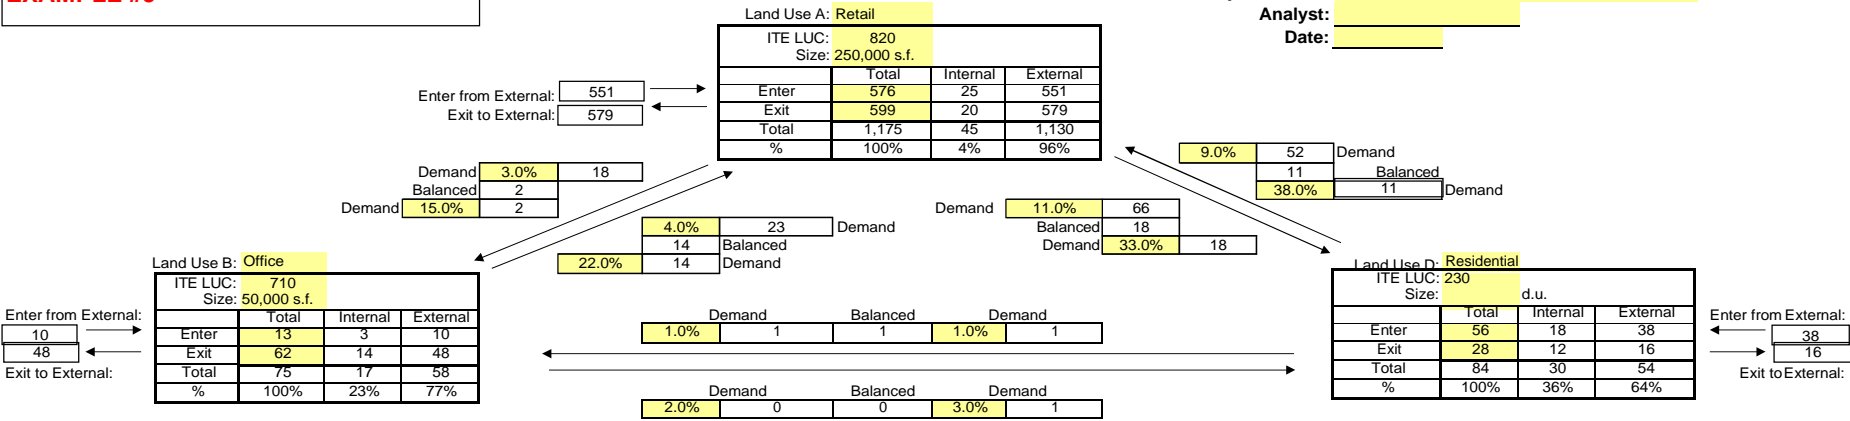 Land Use A: Retail
Analyst:
ITE LUC: 820
Date:
Size: 250,000 s.f.
Total Internal External
Enter 576 25 551
Exit 599 20 579
Total 1,175 45 1,130
% 100% 4% 96%
Enter from External: 551
Exit to External: 579
Demand 3.0% 18
Balanced 2
Demand 15.0% 2
4.0% 23 Demand
14 Balanced
22.0% 14 Demand
Demand 11.0% 66
Balanced 18
Demand 33.0% 18
9.0% 52 Demand
11 Balanced
38.0% 11 Demand
Land Use B: Office
ITE LUC: 710
Size: 50,000 s.f.
Total Internal External
Enter 13 3 10
Exit 62 14 48
Total 75 17 58
% 100% 23% 77%
Enter from External:
10
48
Exit to External:
Demand Balanced Demand
1.0% 1 1 1.0% 1
Demand Balanced Demand
2.0% 0 0 3.0% 1
Land Use D: Residential
ITE LUC: 230
Size: d.u.
Total Internal External
Enter 56 18 38
Exit 28 12 16
Total 84 30 54
% 100% 36% 64%
Enter from External:
38
16
Exit to External: